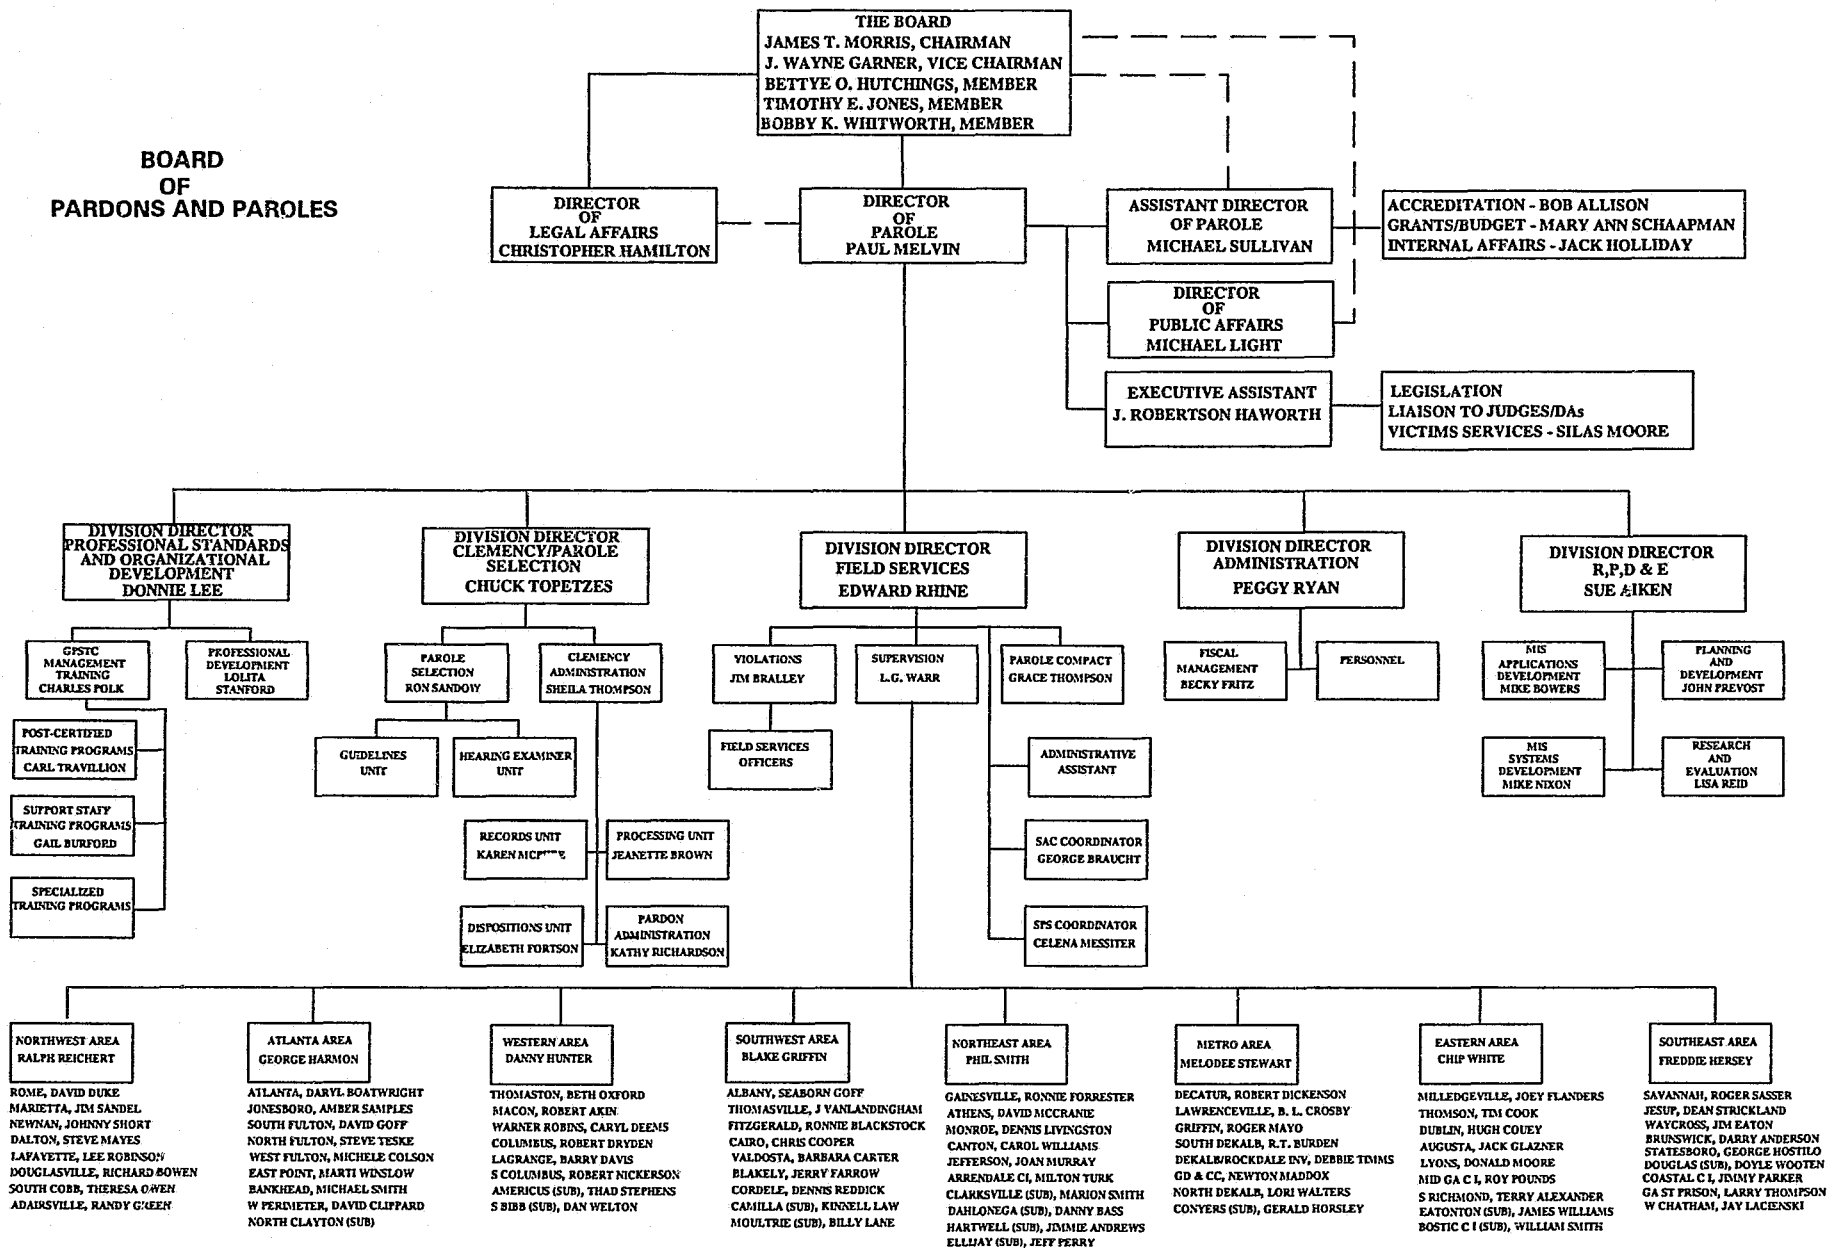 THE BOARD
JAMES T. MORRIS, CHAIRMAN
J. WAYNE GARNER, VICE CHAIRMAN
BETTYE O. HUTCHINGS, MEMBER
TIMOTHY E. JONES, MEMBER
BOBBY K. WHITWORTH, MEMBER
BOARD
OF
PARDONS AND PAROLES
DIRECTOR
OF
LEGAL AFFAIRS
CHRISTOPHER HAMILTON
DIRECTOR
OF
PAROLE
PAUL MELVIN
ASSISTANT DIRECTOR
OF PAROLE
MICHAEL SULLIVAN
ACCREDITATION - BOB ALLISON
GRANTS/BUDGET - MARY ANN SCHAAPMAN
INTERNAL AFFAIRS - JACK HOLLIDAY
DIRECTOR
OF
PUBLIC AFFAIRS
MICHAEL LIGHT
EXECUTIVE ASSISTANT
J. ROBERTSON HAWORTH
LEGISLATION
LIAISON TO JUDGES/DAs
VICTIMS SERVICES - SILAS MOORE
DIVISION DIRECTOR
PROFESSIONAL STANDARDS
AND ORGANIZATIONAL
DEVELOPMENT
DONNIE LEE
DIVISION DIRECTOR
CLEMENCY/PAROLE
SELECTION
CHUCK TOPETZES
DIVISION DIRECTOR
FIELD SERVICES
EDWARD RHINE
DIVISION DIRECTOR
ADMINISTRATION
PEGGY RYAN
DIVISION DIRECTOR
R,P,D & E
SUE AIKEN
GPSTC
MANAGEMENT
TRAINING
CHARLES POLK
PROFESSIONAL
DEVELOPMENT
LOLITA
STANFORD
PAROLE
SELECTION
RON SANDOW
CLEMENCY
ADMINISTRATION
SHEILA THOMPSON
VIOLATIONS
JIM BRALLEY
SUPERVISION
L.G. WARR
PAROLE COMPACT
GRACE THOMPSON
FISCAL
MANAGEMENT
BECKY FRITZ
PERSONNEL
MIS
APPLICATIONS
DEVELOPMENT
MIKE BOWERS
PLANNING
AND
DEVELOPMENT
JOHN PREVOST
POST-CERTIFIED
TRAINING PROGRAMS
CARL TRAVILLION
GUIDELINES
UNIT
HEARING EXAMINER
UNIT
FIELD SERVICES
OFFICERS
ADMINISTRATIVE
ASSISTANT
MIS
SYSTEMS
DEVELOPMENT
MIKE NIXON
RESEARCH
AND
EVALUATION
LISA REID
SUPPORT STAFF
TRAINING PROGRAMS
GAIL BURFORD
RECORDS UNIT
KAREN
PROCESSING UNIT
JEANETTE BROWN
SAC COORDINATOR
GEORGE BRAUCHT
SPECIALIZED
TRAINING PROGRAMS
DISPOSITIONS UNIT
ELIZABETH FORTSON
PARDON
ADMINISTRATION
KATHY RICHARDSON
SPS COORDINATOR
CELENA MESSITER
NORTHWEST AREA
RALPH REICHERT
ROME, DAVID DUKE
MARIETTA, JIM SANDEL
NEWNAN, JOHNNY SHORT
DALTON, STEVE MAYES
LAFAYETTE, LEE ROBINSON
DOUGLASVILLE, RICHARD BOWEN
SOUTH COBB, THERESA OWEN
ADAIRSVILLE, RANDY GREEN
ATLANTA AREA
GEORGE HARMON
ATLANTA, DARYL BOATWRIGHT
JONESBORO, AMBER SAMPLES
SOUTH FULTON, DAVID GOFF
NORTH FULTON, STEVE TESKE
WEST FULTON, MICHELE COLSON
EAST POINT, MARTI WINSLOW
BANKHEAD, MICHAEL SMITH
W PERIMETER, DAVID CLIPPARD
NORTH CLAYTON (SUB)
WESTERN AREA
DANNY HUNTER
THOMASTON, BETH OXFORD
MACON, ROBERT AKIN
WARNER ROBINS, CARYL DEEMS
COLUMBUS, ROBERT DRYDEN
LAGRANGE, BARRY DAVIS
S COLUMBUS, ROBERT NICKERSON
AMERICUS (SUB), THAD STEPHENS
S BIBB (SUB), DAN WELTON
SOUTHWEST AREA
BLAKE GRIFFIN
ALBANY, SEABORN GOFF
THOMASVILLE, J VANLANDINGHAM
FITZGERALD, RONNIE BLACKSTOCK
CAIRO, CHRIS COOPER
VALDOSTA, BARBARA CARTER
BLAKELY, JERRY FARROW
CORDELE, DENNIS REDDICK
CAMILLA (SUB), KINNELL LAW
MOULTRIE (SUB), BILLY LANE
NORTHEAST AREA
PHIL SMITH
GAINESVILLE, RONNIE FORRESTER
ATHENS, DAVID MCCRANIE
MONROE, DENNIS LIVINGSTON
CANTON, CAROL WILLIAMS
JEFFERSON, JOAN MURRAY
ARRENDALE CI, MILTON TURK
CLARKSVILLE (SUB), MARION SMITH
DAHLONEGA (SUB), DANNY BASS
HARTWELL (SUB), JIMMIE ANDREWS
ELLIJAY (SUB), JEFF PERRY
METRO AREA
MELODEE STEWART
DECATUR, ROBERT DICKENSON
LAWRENCEVILLE, B. L. CROSBY
GRIFFIN, ROGER MAYO
SOUTH DEKALB, R.T. BURDEN
DEKALB/ROCKDALE INV, DEBBIE TIMMS
GD & CC, NEWTON MADDOX
NORTH DEKALB, LORI WALTERS
CONYERS (SUB), GERALD HORSLEY
EASTERN AREA
CHIP WHITE
MILLEDGEVILLE, JOEY FLANDERS
THOMSON, TIM COOK
DUBLIN, HUGH COUEY
AUGUSTA, JACK GLAZNER
LYONS, DONALD MOORE
MID GA C I, ROY POUNDS
S RICHMOND, TERRY ALEXANDER
EATONTON (SUB), JAMES WILLIAMS
BOSTIC C I (SUB), WILLIAM SMITH
SOUTHEAST AREA
FREDDIE HERSEY
SAVANNAH, ROGER SASSER
JESUP, DEAN STRICKLAND
WAYCROSS, JIM EATON
BRUNSWICK, DARRY ANDERSON
STATESBORO, GEORGE HOSTILO
DOUGLAS (SUB), DOYLE WOOTEN
COASTAL C I, JIMMY PARKER
GA ST PRISON, LARRY THOMPSON
W CHATHAM, JAY LACIENSKI